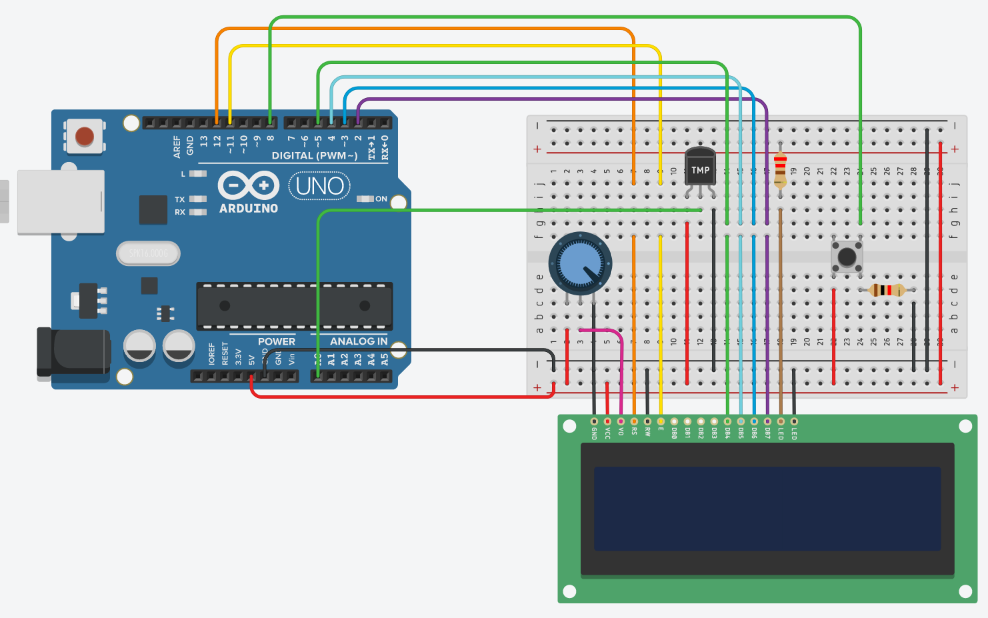 AREF
GND
13
12
~11
~10
~9
8
7
~6
~5
4
~3
2
TX→1
RX←0
DIGITAL (PWM~)
L
TX
RX
ARDUINO
UNO
ON
IOREF
RESET
3.3V
5V
GND
Vin
POWER
ANALOG IN
A1
A2
A3
A4
A5
TMP
j
i
h
g
f
e
d
c
b
a
GND
VCC
V0
RS
RW
E
DB0
DB1
DB2
DB3
DB4
DB5
DB6
DB7
LED
LED